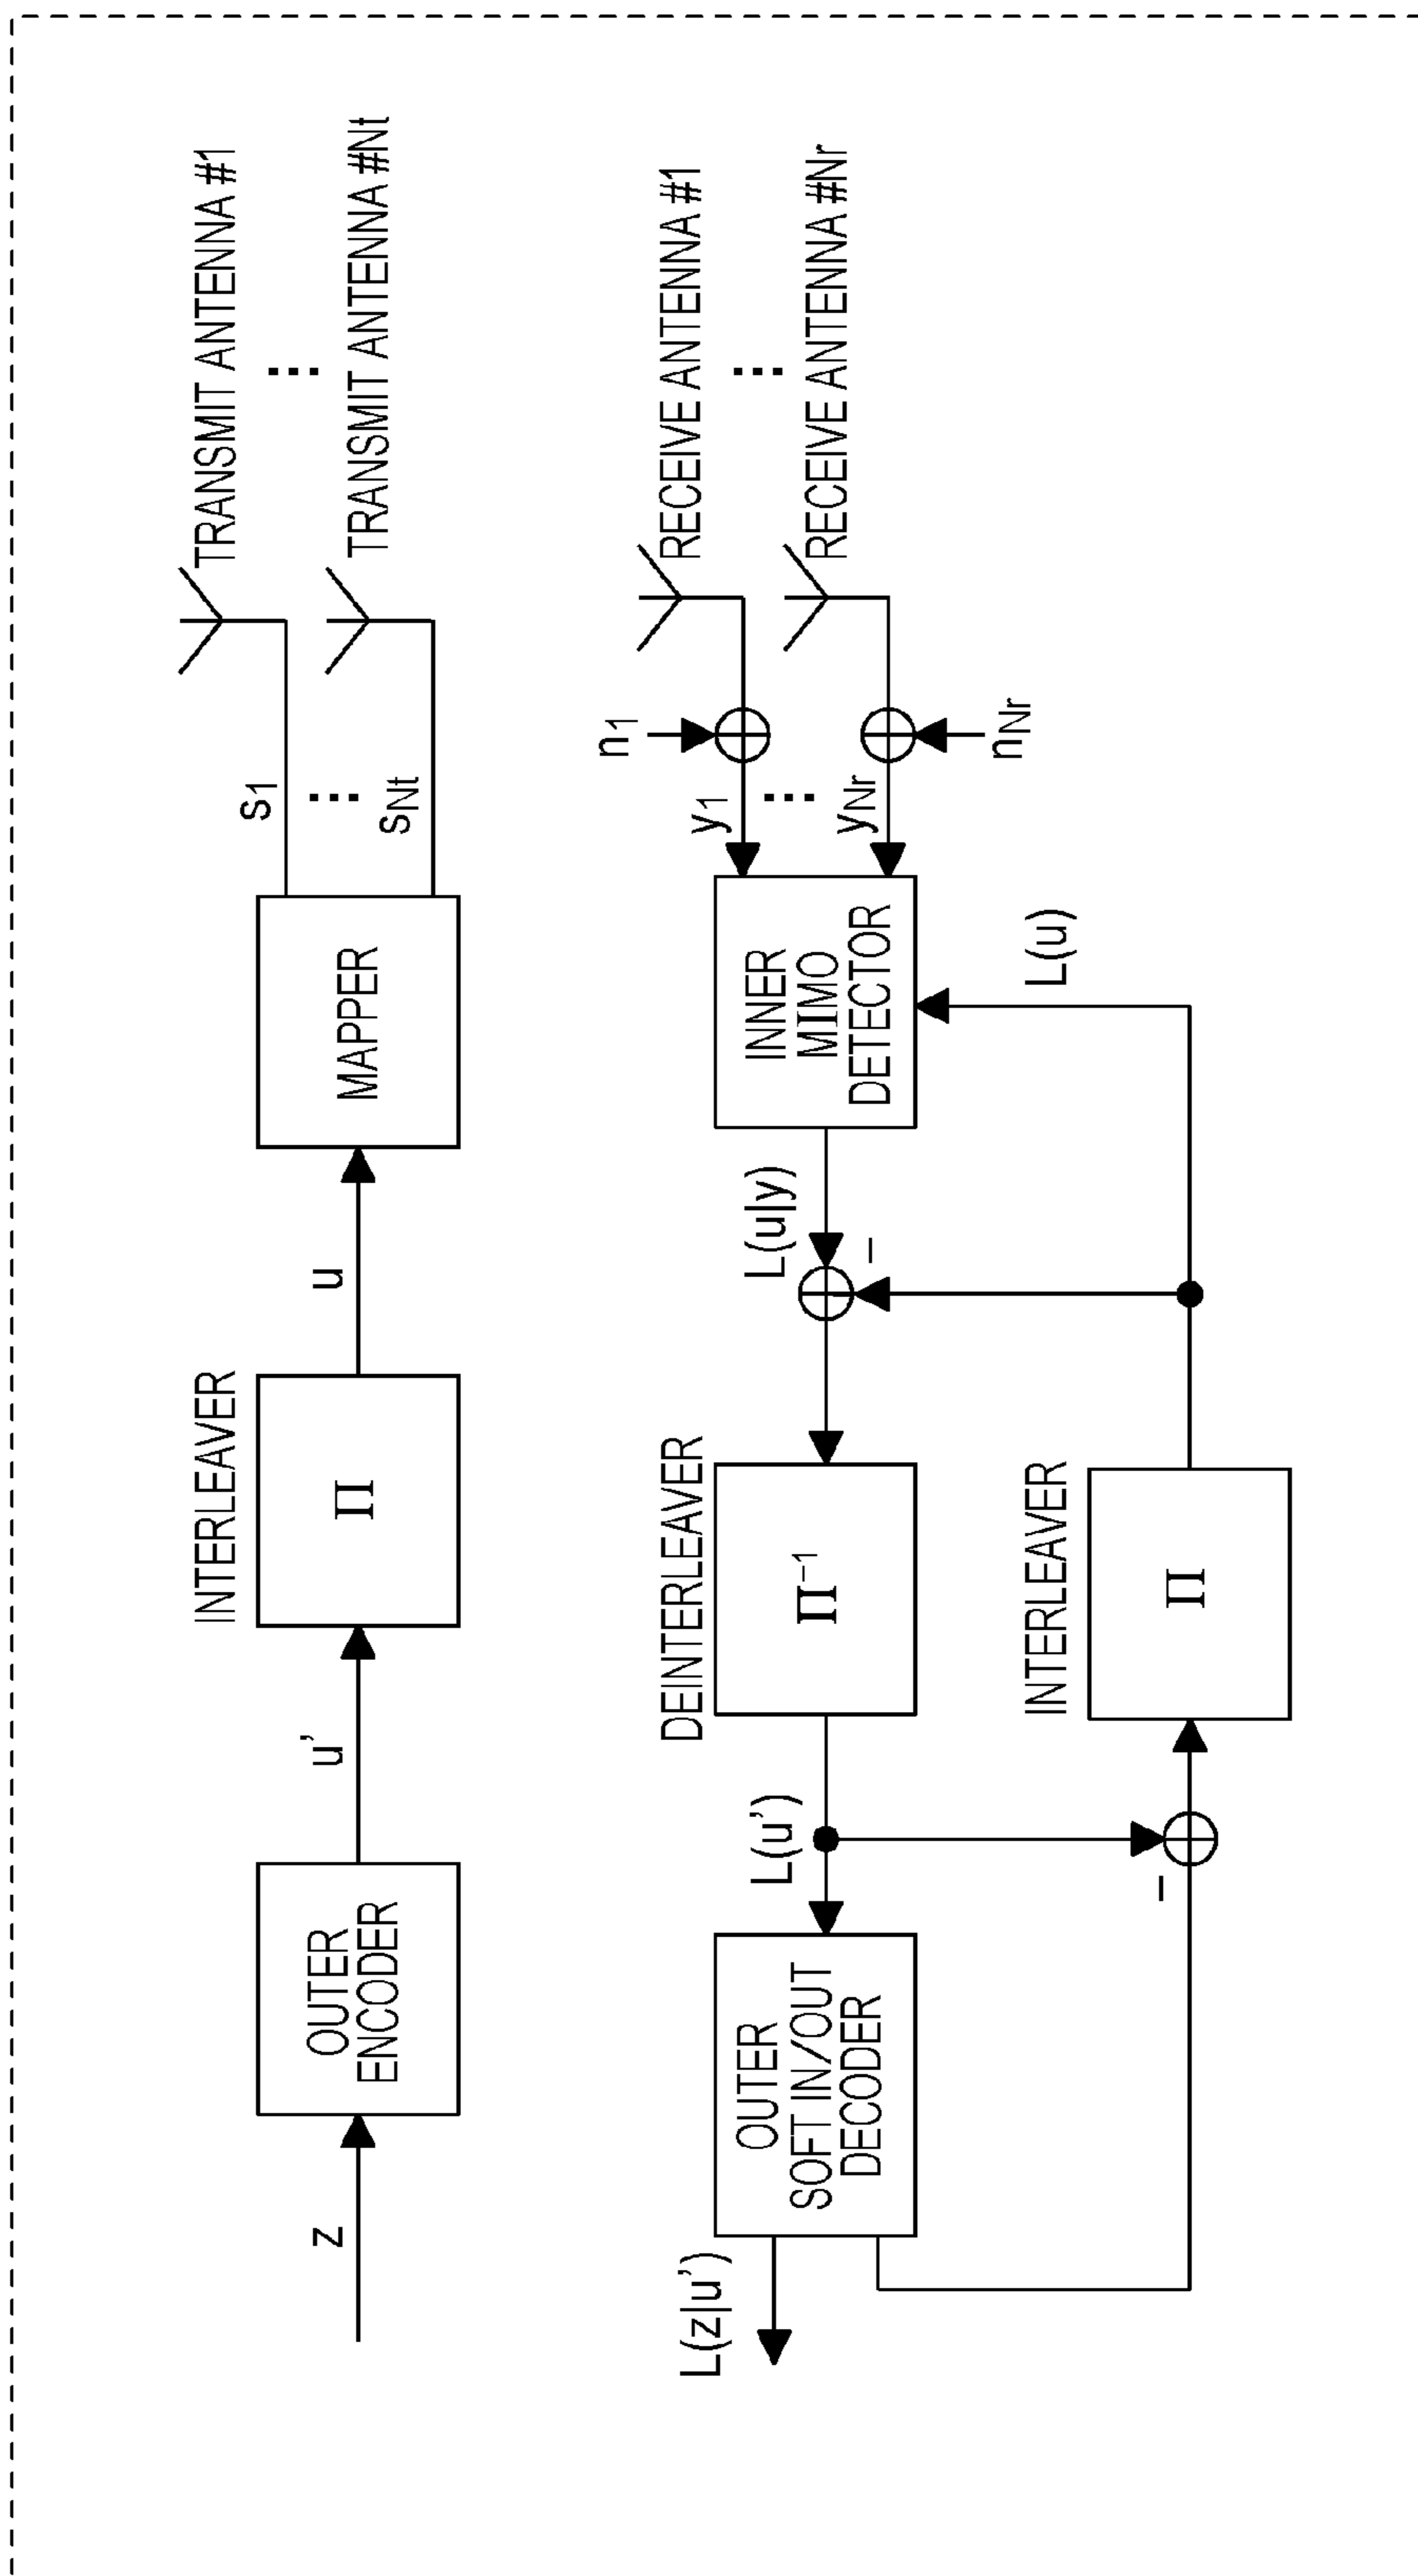 z
OUTER
ENCODER
u'
INTERLEAVER
Π
u
MAPPER
s1
...
sNt
TRANSMIT ANTENNA #1
...
TRANSMIT ANTENNA #Nt
L(z|u')
OUTER
SOFT IN/OUT
DECODER
L(u')
−
DEINTERLEAVER
Π−1
INTERLEAVER
Π
L(u|y)
−
INNER
MIMO
DETECTOR
L(u)
y1
...
yNr
n1
nNr
RECEIVE ANTENNA #1
...
RECEIVE ANTENNA #Nr